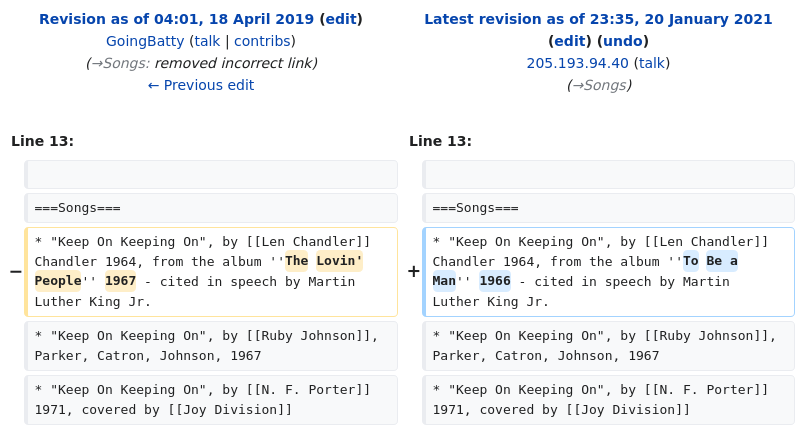 Revision as of 04:01, 18 April 2019 (edit)
GoingBatty (talk | contribs)
(→Songs: removed incorrect link)
← Previous edit
Latest revision as of 23:35, 20 January 2021
(edit) (undo)
205.193.94.40 (talk)
(→Songs)
Line 13:
Line 13:
===Songs===
===Songs===
−
* "Keep On Keeping On", by [[Len Chandler]]
Chandler 1964, from the album ''The Lovin'
People'' 1967 - cited in speech by Martin
Luther King Jr.
+
* "Keep On Keeping On", by [[Len Chandler]]
Chandler 1964, from the album ''To Be a
Man'' 1966 - cited in speech by Martin
Luther King Jr.
* "Keep On Keeping On", by [[Ruby Johnson]],
Parker, Catron, Johnson, 1967
* "Keep On Keeping On", by [[Ruby Johnson]],
Parker, Catron, Johnson, 1967
* "Keep On Keeping On", by [[N. F. Porter]]
1971, covered by [[Joy Division]]
* "Keep On Keeping On", by [[N. F. Porter]]
1971, covered by [[Joy Division]]